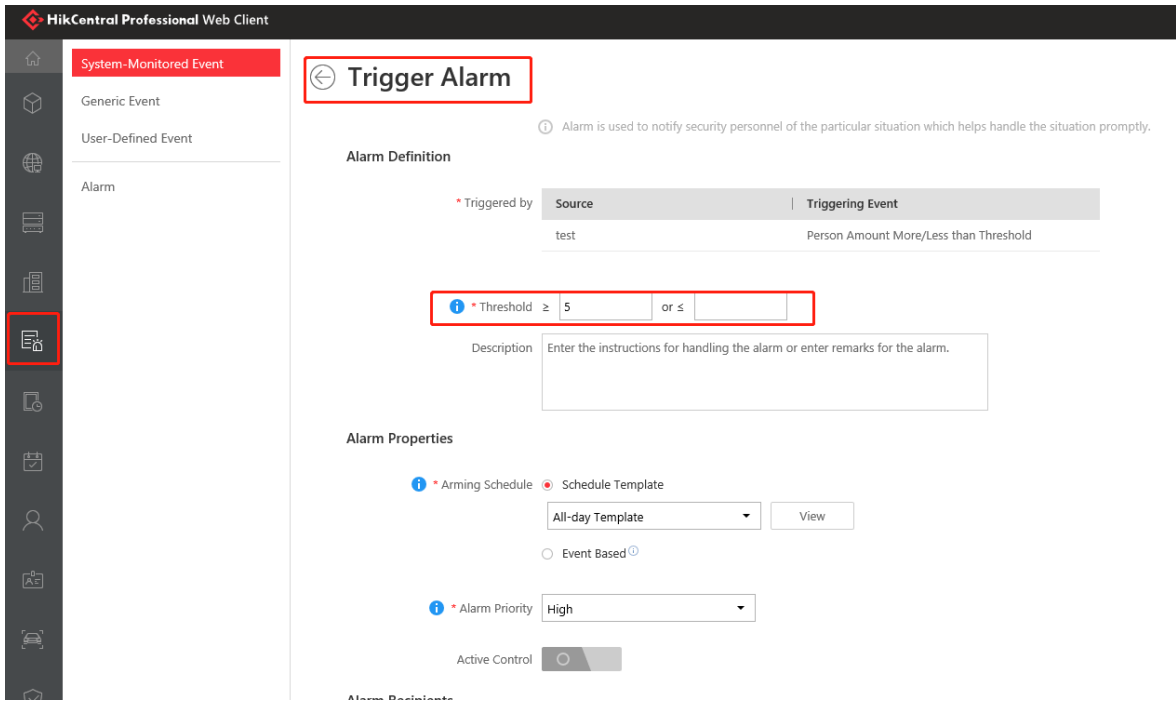 HikCentral Professional Web Client
System-Monitored Event
Generic Event
User-Defined Event
Alarm
Trigger Alarm
Alarm is used to notify security personnel of the particular situation which helps handle the situation promptly.
Alarm Definition
* Triggered by
Source | Triggering Event
test Person Amount More/Less than Threshold
* Threshold ≥ 5 or ≤
Description Enter the instructions for handling the alarm or enter remarks for the alarm.
Alarm Properties
* Arming Schedule Schedule Template
All-day Template View
Event Based
* Alarm Priority High
Active Control
Alarm Recipients